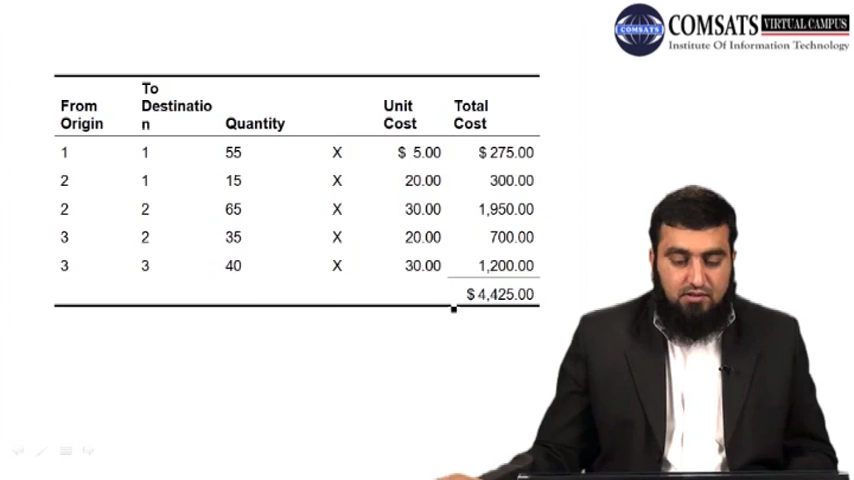 COMSATS VIRTUAL CAMPUS
COMSATS
Institute Of Information Technology
From Origin To Destinatio n Quantity Unit Cost Total Cost
1 1 55 X $ 5.00 $ 275.00
2 1 15 X 20.00 300.00
2 2 65 X 30.00 1,950.00
3 2 35 X 20.00 700.00
3 3 40 X 30.00 1,200.00
$ 4,425.00